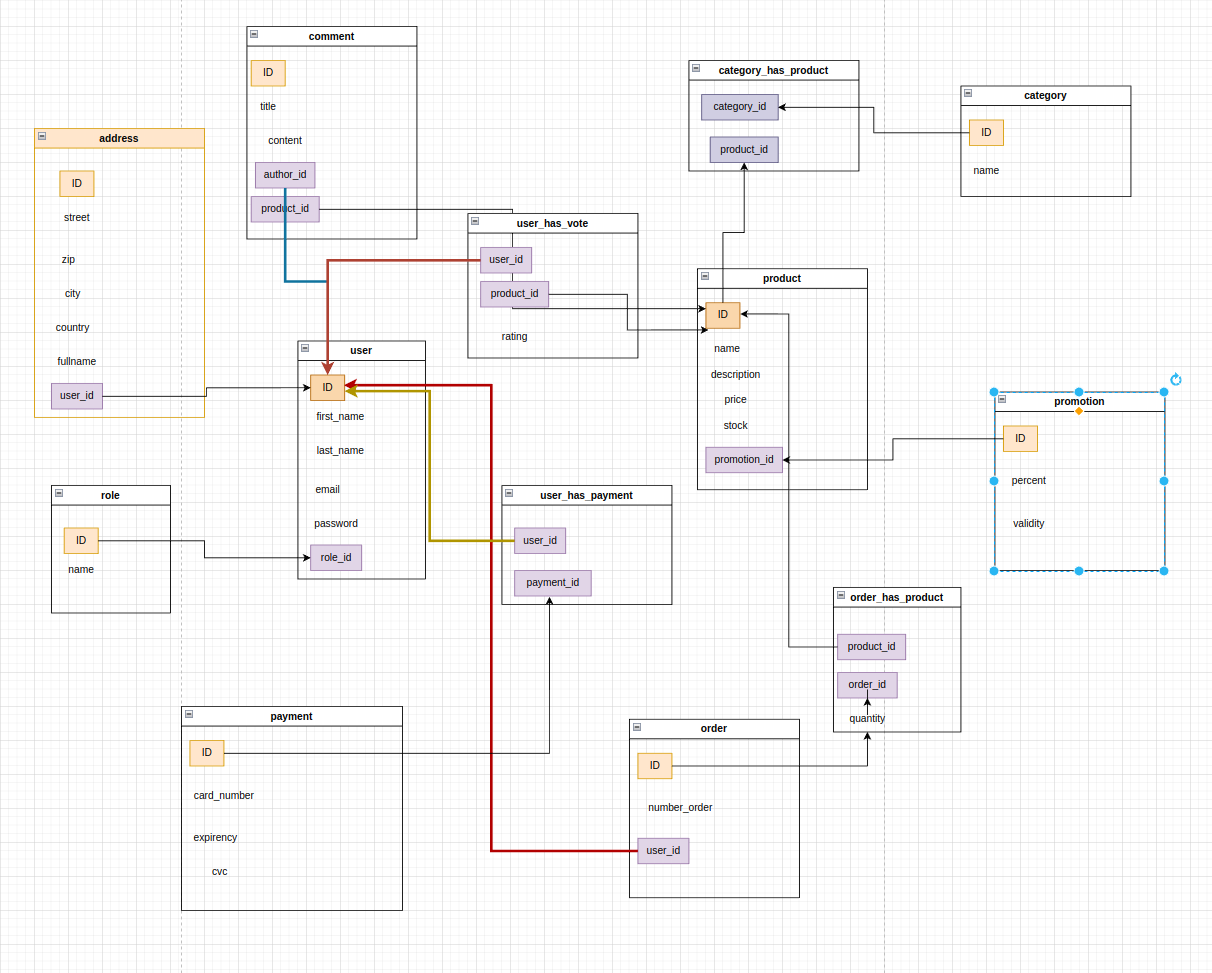 comment
ID
title
content
author_id
product_id
category_has_product
category_id
product_id
category
ID
name
address
ID
street
zip
city
country
fullname
user_id
user_has_vote
user_id
product_id
rating
product
ID
name
description
price
stock
promotion_id
user
ID
first_name
last_name
email
password
role_id
promotion
ID
percent
validity
role
ID
name
user_has_payment
user_id
payment_id
order_has_product
product_id
order_id
quantity
payment
ID
card_number
expirency
cvc
order
ID
number_order
user_id